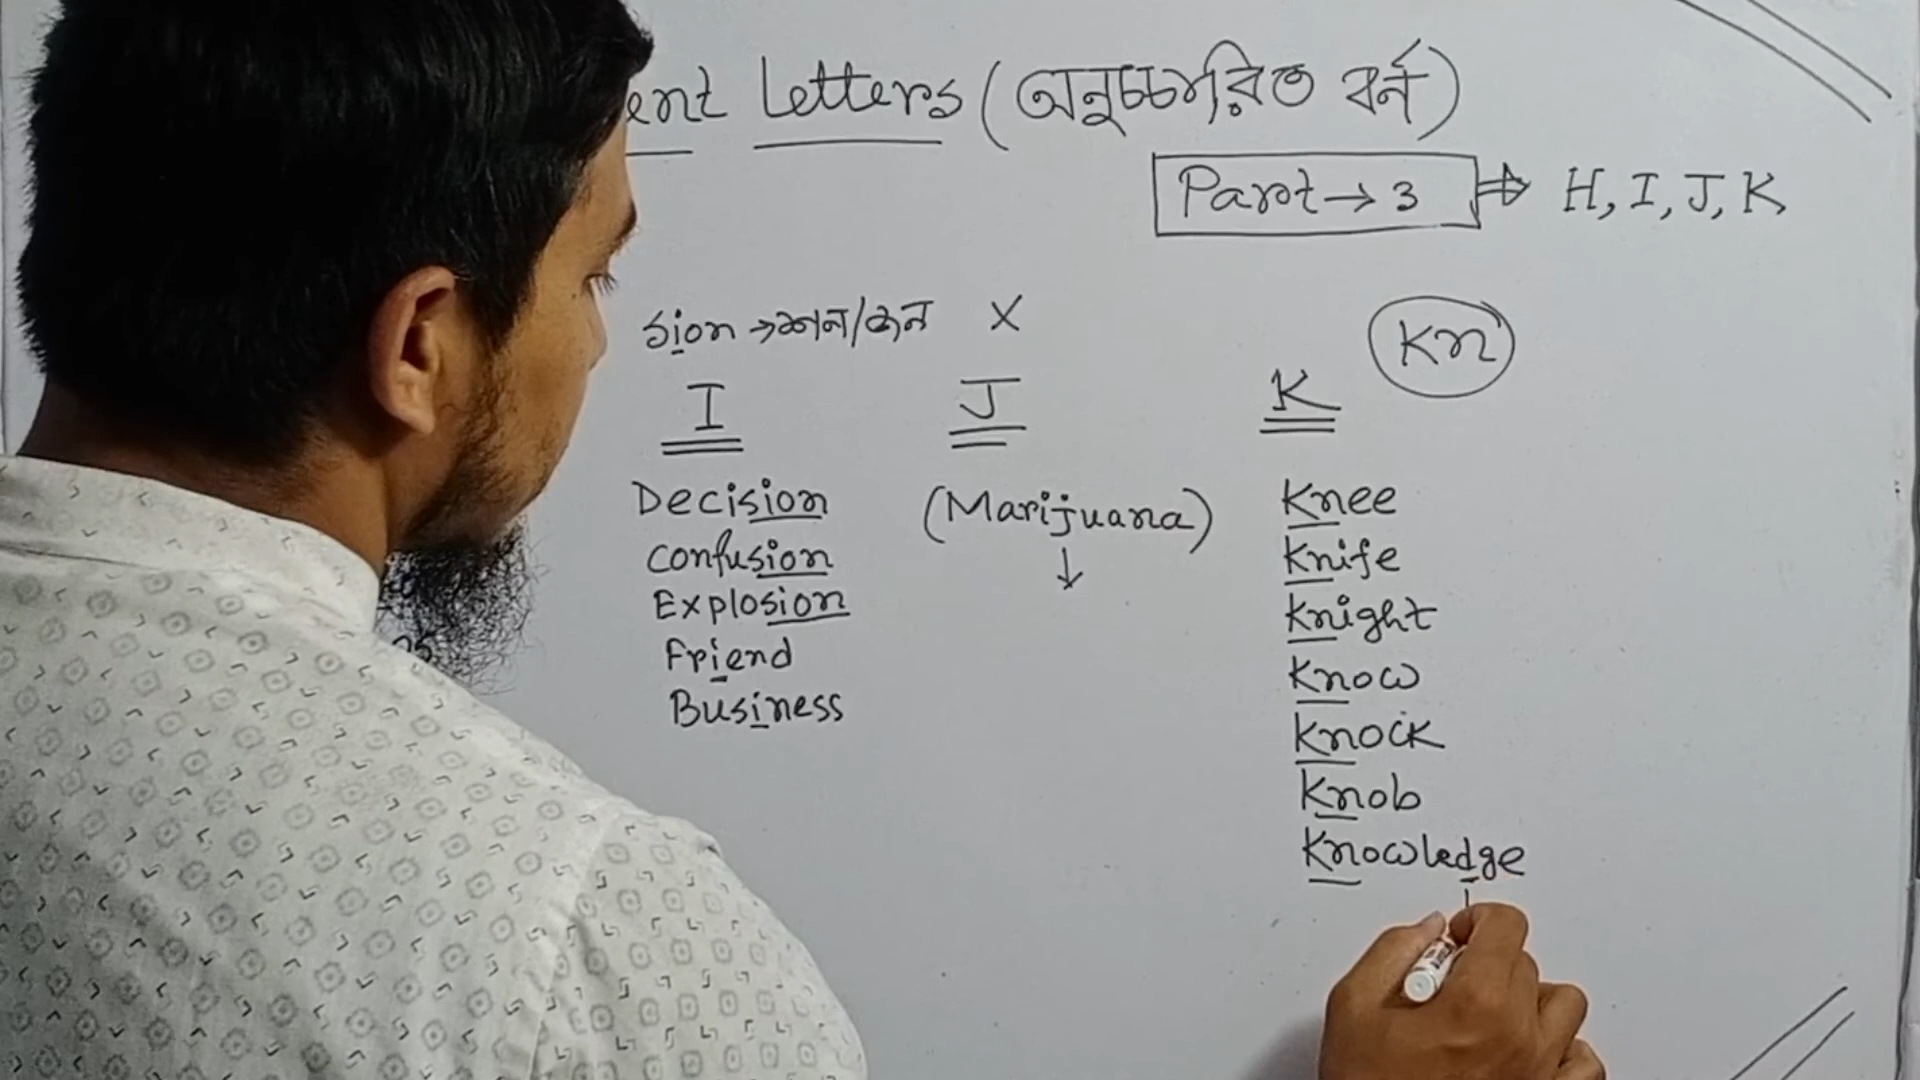 ent Letters (অনুচ্চারিত বর্ন)
Part → 3 ⇒ H, I, J, K
sion → শন/জন X Kn
I J K
Decision (Marijuana) Knee
Confusion ↓ Knife
Explosion Knight
Friend Know
Business Knock
Knob
Knowledge